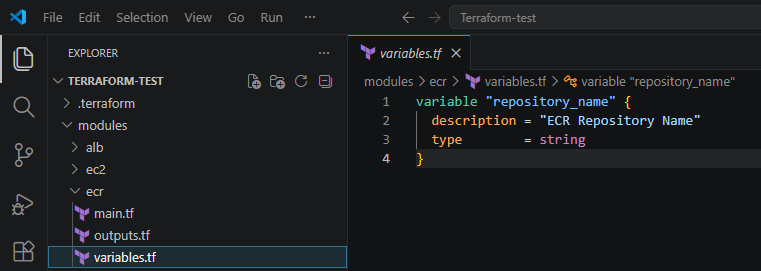 File Edit Selection View Go Run ···
Terraform-test
EXPLORER ···
TERRAFORM-TEST
.terraform
modules
alb
ec2
ecr
main.tf
outputs.tf
variables.tf
variables.tf
modules > ecr > variables.tf > variable "repository_name"
1 variable "repository_name" {
2 description = "ECR Repository Name"
3 type = string
4 }